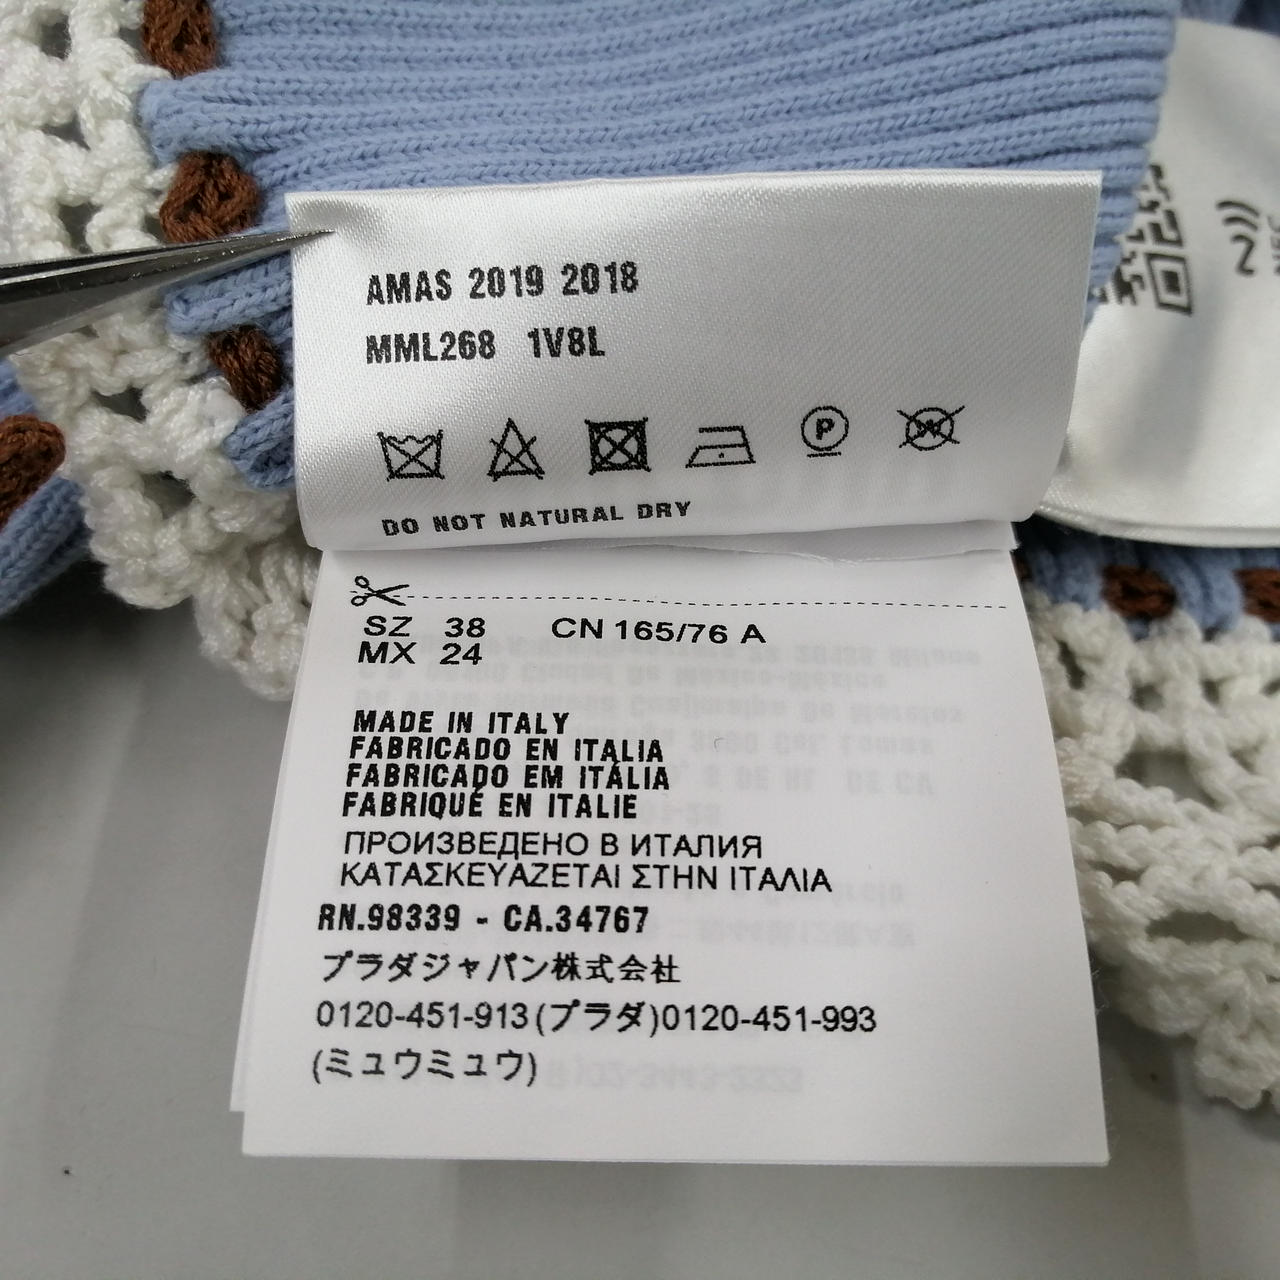 AMAS 2019 2018
MML268 1V8L
P
W
DO NOT NATURAL DRY
SZ 38 CN 165/76 A
MX 24
MADE IN ITALY
FABRICADO EN ITALIA
FABRICADO EM ITÁLIA
FABRIQUÉ EN ITALIE
ПРОИЗВЕДЕНО В ИТАЛИЯ
ΚΑΤΑΣΚΕΥΑΖΕΤΑΙ ΣΤΗΝ ΙΤΑΛΙΑ
RN.98339 - CA.34767
プラダジャパン株式会社
0120-451-913(プラダ)0120-451-993
(ミュウミュウ)